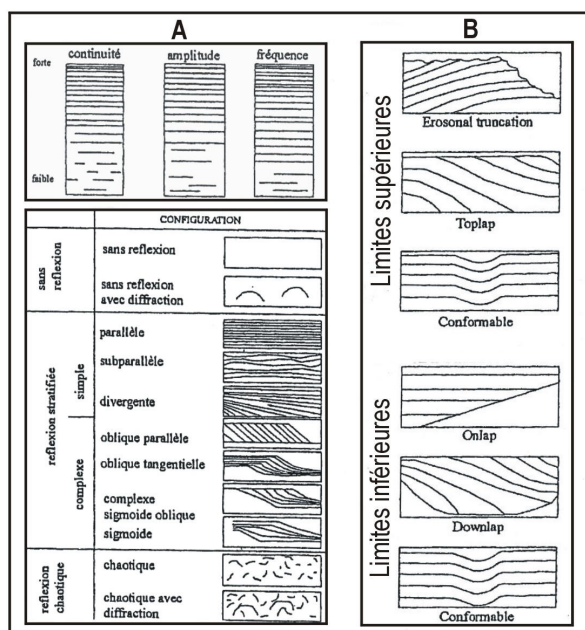 A
continuité amplitude fréquence
forte
faible
CONFIGURATION
sans reflexion
sans reflexion
sans reflexion
avec diffraction
reflexion stratifiée
simple
parallèle
subparallèle
divergente
complexe
oblique parallèle
oblique tangentielle
complexe
sigmoide oblique
sigmoide
reflexion chaotique
chaotique
chaotique avec
diffraction
B
Limites supérieures
Erosonal truncation
Toplap
Conformable
Limites inférieures
Onlap
Downlap
Conformable